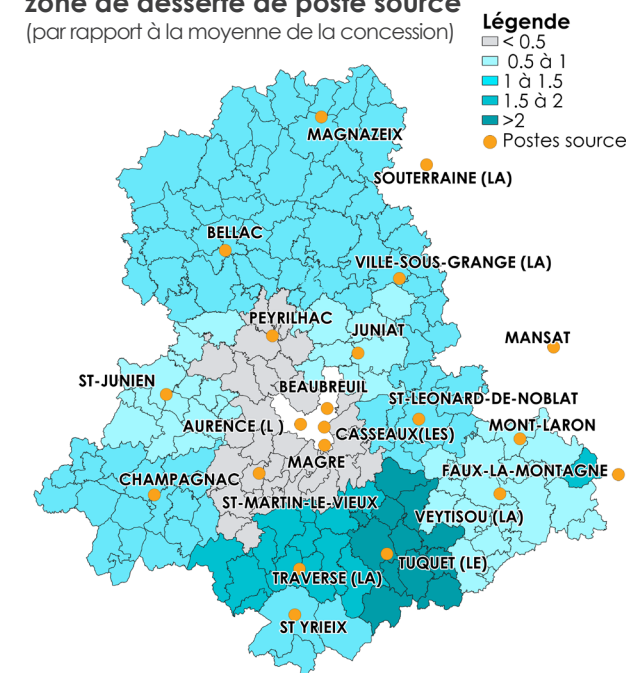 zone de desserte de poste source
(par rapport à la moyenne de la concession)
Légende
< 0.5
0.5 à 1
1 à 1.5
1.5 à 2
>2
Postes source
MAGNAZEIX
SOUTERRAINE (LA)
BELLAC
VILLE-SOUS-GRANGE (LA)
PEYRILHAC
JUNIAT
MANSAT
ST-JUNIEN
BEAUBREUIL
ST-LEONARD-DE-NOBLAT
AURENCE (L )
CASSEAUX(LES)
MONT-LARON
MAGRE
FAUX-LA-MONTAGNE
CHAMPAGNAC
ST-MARTIN-LE-VIEUX
VEYTISOU (LA)
TUQUET (LE)
TRAVERSE (LA)
ST YRIEIX